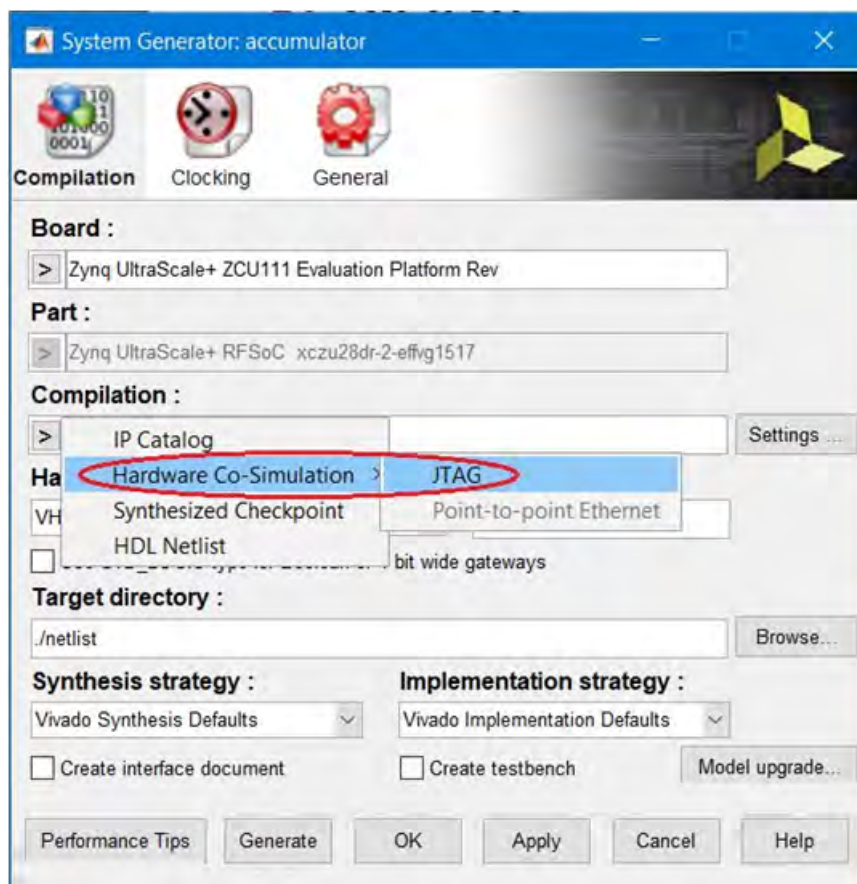 System Generator: accumulator
Compilation Clocking General
Board :
> Zynq UltraScale+ ZCU111 Evaluation Platform Rev
Part :
> Zynq UltraScale+ RFSoC xczu28dr-2-effvg1517
Compilation :
> IP Catalog Settings ...
Ha Hardware Co-Simulation > JTAG
VH Synthesized Checkpoint Point-to-point Ethernet
HDL Netlist
bit wide gateways
Target directory :
./netlist Browse...
Synthesis strategy : Implementation strategy :
Vivado Synthesis Defaults Vivado Implementation Defaults
Create interface document Create testbench Model upgrade...
Performance Tips Generate OK Apply Cancel Help